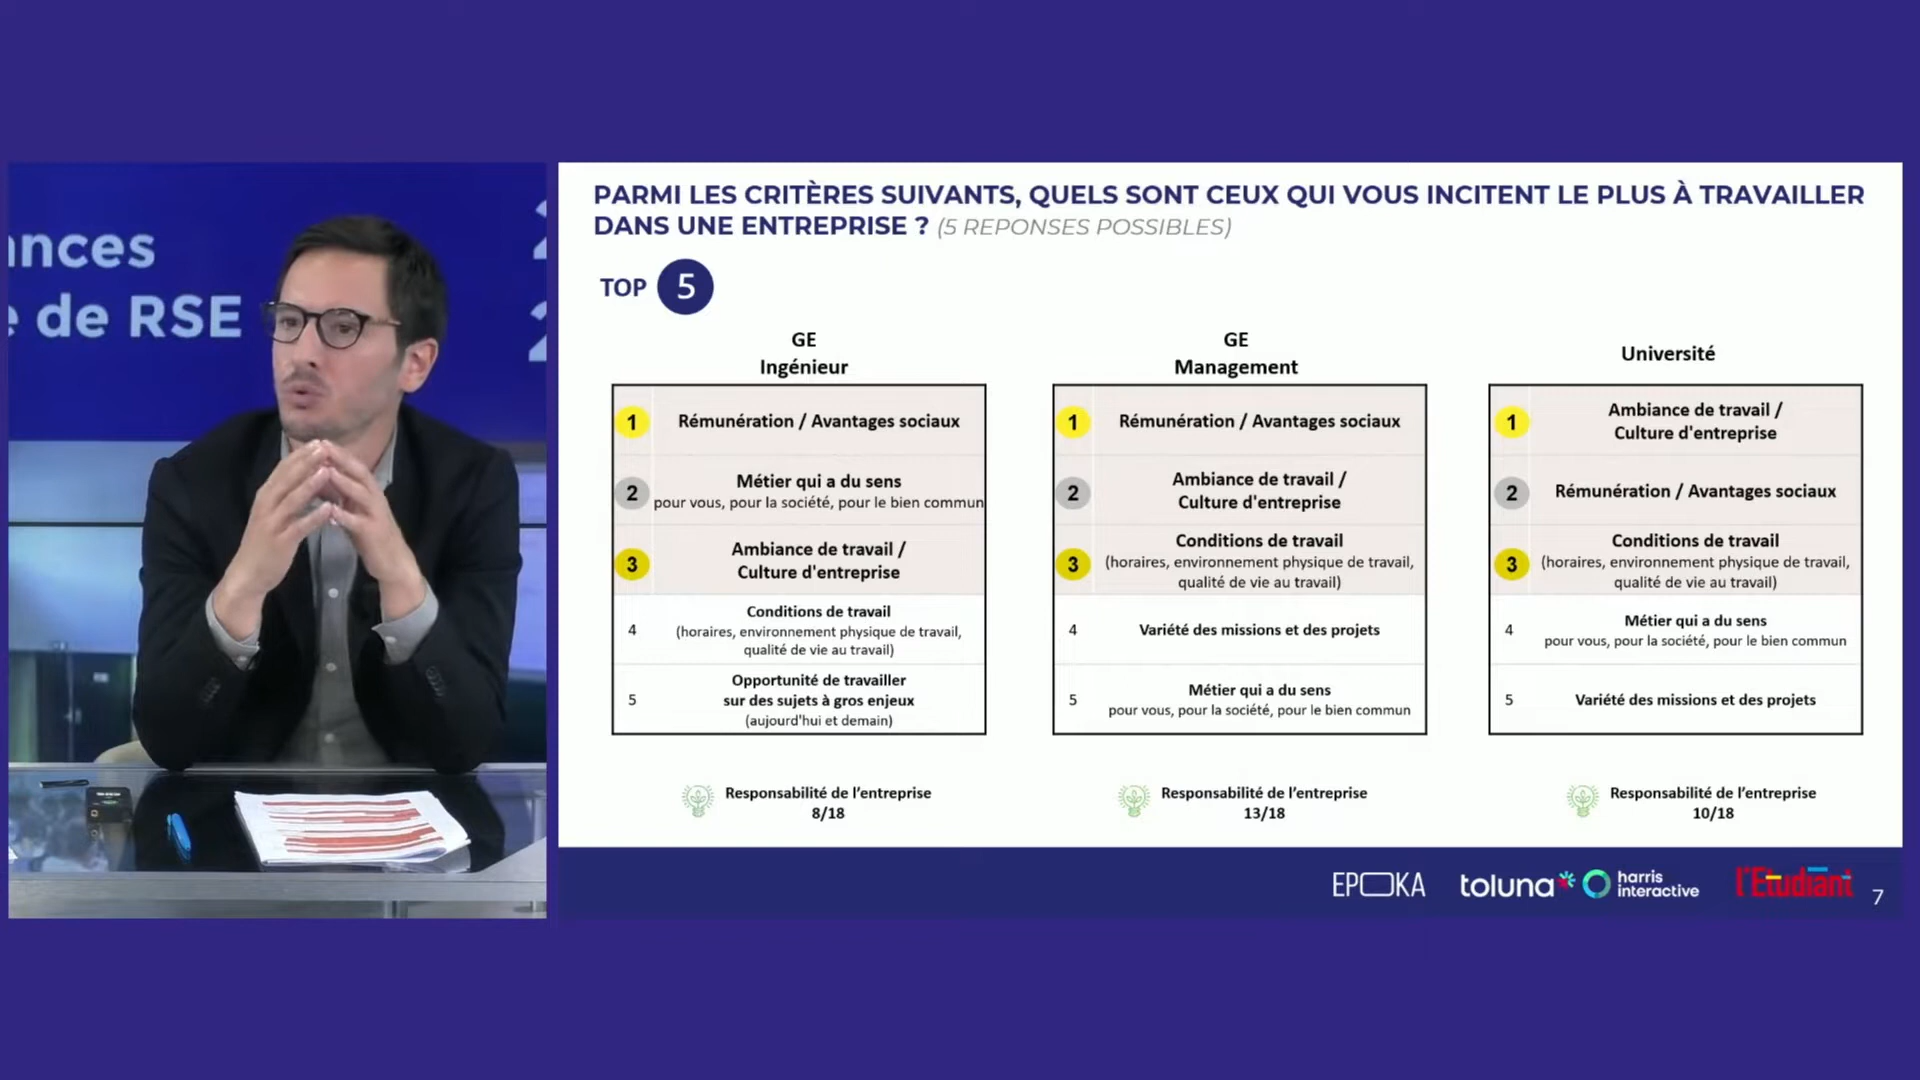 nces
de RSE
PARMI LES CRITÈRES SUIVANTS, QUELS SONT CEUX QUI VOUS INCITENT LE PLUS À TRAVAILLER
DANS UNE ENTREPRISE ? (5 REPONSES POSSIBLES)
TOP 5
GE
Ingénieur
1 Rémunération / Avantages sociaux
2 Métier qui a du sens
pour vous, pour la société, pour le bien commun
3 Ambiance de travail /
Culture d'entreprise
4 Conditions de travail
(horaires, environnement physique de travail,
qualité de vie au travail)
5 Opportunité de travailler
sur des sujets à gros enjeux
(aujourd'hui et demain)
Responsabilité de l’entreprise
8/18
GE
Management
1 Rémunération / Avantages sociaux
2 Ambiance de travail /
Culture d'entreprise
3 Conditions de travail
(horaires, environnement physique de travail,
qualité de vie au travail)
4 Variété des missions et des projets
5 Métier qui a du sens
pour vous, pour la société, pour le bien commun
Responsabilité de l’entreprise
13/18
Université
1 Ambiance de travail /
Culture d'entreprise
2 Rémunération / Avantages sociaux
3 Conditions de travail
(horaires, environnement physique de travail,
qualité de vie au travail)
4 Métier qui a du sens
pour vous, pour la société, pour le bien commun
5 Variété des missions et des projets
Responsabilité de l’entreprise
10/18
EPOKA
toluna
harris
interactive
l'Etudiant
7